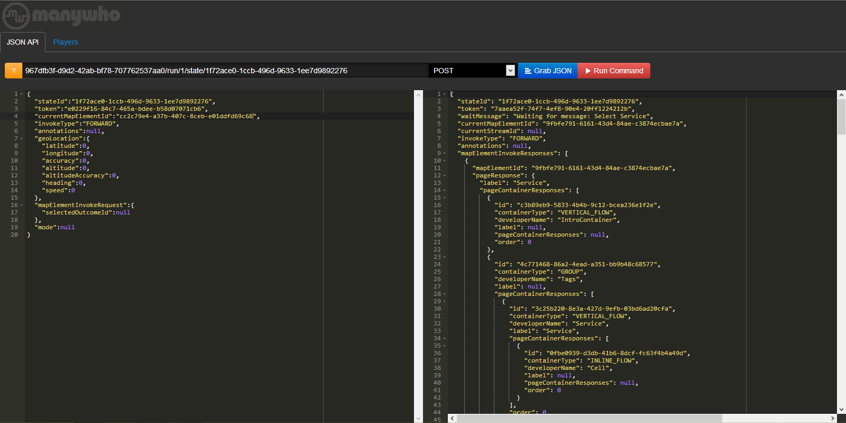 manywho
JSON API
Players
?
967dfb3f-d9d2-42ab-bf78-707762537aa0/run/1/state/1f72ace0-1ccb-496d-9633-1ee7d9892276
POST
Grab JSON
Run Command
1 {
2 "stateId":"1f72ace0-1ccb-496d-9633-1ee7d9892276",
3 "token":"e0229f16-84c7-465a-bdee-b58d07071cb6",
4 "currentMapElementId":"cc2c79e4-a37b-407c-8ceb-e01ddfd69c68",
5 "invokeType":"FORWARD",
6 "annotations":null,
7 "geoLocation":{
8 "latitude":0,
9 "longitude":0,
10 "accuracy":0,
11 "altitude":0,
12 "altitudeAccuracy":0,
13 "heading":0,
14 "speed":0
15 },
16 "mapElementInvokeRequest":{
17 "selectedOutcomeId":null
18 },
19 "mode":null
20 }
1 {
2 "stateId": "1f72ace0-1ccb-496d-9633-1ee7d9892276",
3 "token": "7aaea52f-74f7-4ef8-90e4-20ff1224212b",
4 "waitMessage": "Waiting for message: Select Service",
5 "currentMapElementId": "9fbfe791-6161-43d4-84ae-c3874ecbae7a",
6 "currentStreamId": null,
7 "invokeType": "FORWARD",
8 "annotations": null,
9 "mapElementInvokeResponses": [
10 {
11 "mapElementId": "9fbfe791-6161-43d4-84ae-c3874ecbae7a",
12 "pageResponse": {
13 "label": "Service",
14 "pageContainerResponses": [
15 {
16 "id": "c3b89eb9-5833-4b4b-9c12-bcea236e1f2e",
17 "containerType": "VERTICAL_FLOW",
18 "developerName": "IntroContainer",
19 "label": null,
20 "pageContainerResponses": null,
21 "order": 0
22 },
23 {
24 "id": "4c771468-86a2-4ead-a351-bb9b48c68577",
25 "containerType": "GROUP",
26 "developerName": "Tags",
27 "label": null,
28 "pageContainerResponses": [
29 {
30 "id": "3c25b220-8e3a-427d-9efb-03bd6ad20cfa",
31 "containerType": "VERTICAL_FLOW",
32 "developerName": "Service",
33 "label": "Service",
34 "pageContainerResponses": [
35 {
36 "id": "0fbe0939-d3db-41b6-8dcf-fc63f4b4a49d",
37 "containerType": "INLINE_FLOW",
38 "developerName": "Cell",
39 "label": null,
40 "pageContainerResponses": null,
41 "order": 0
42 }
43 ],
44 "order": 0
45